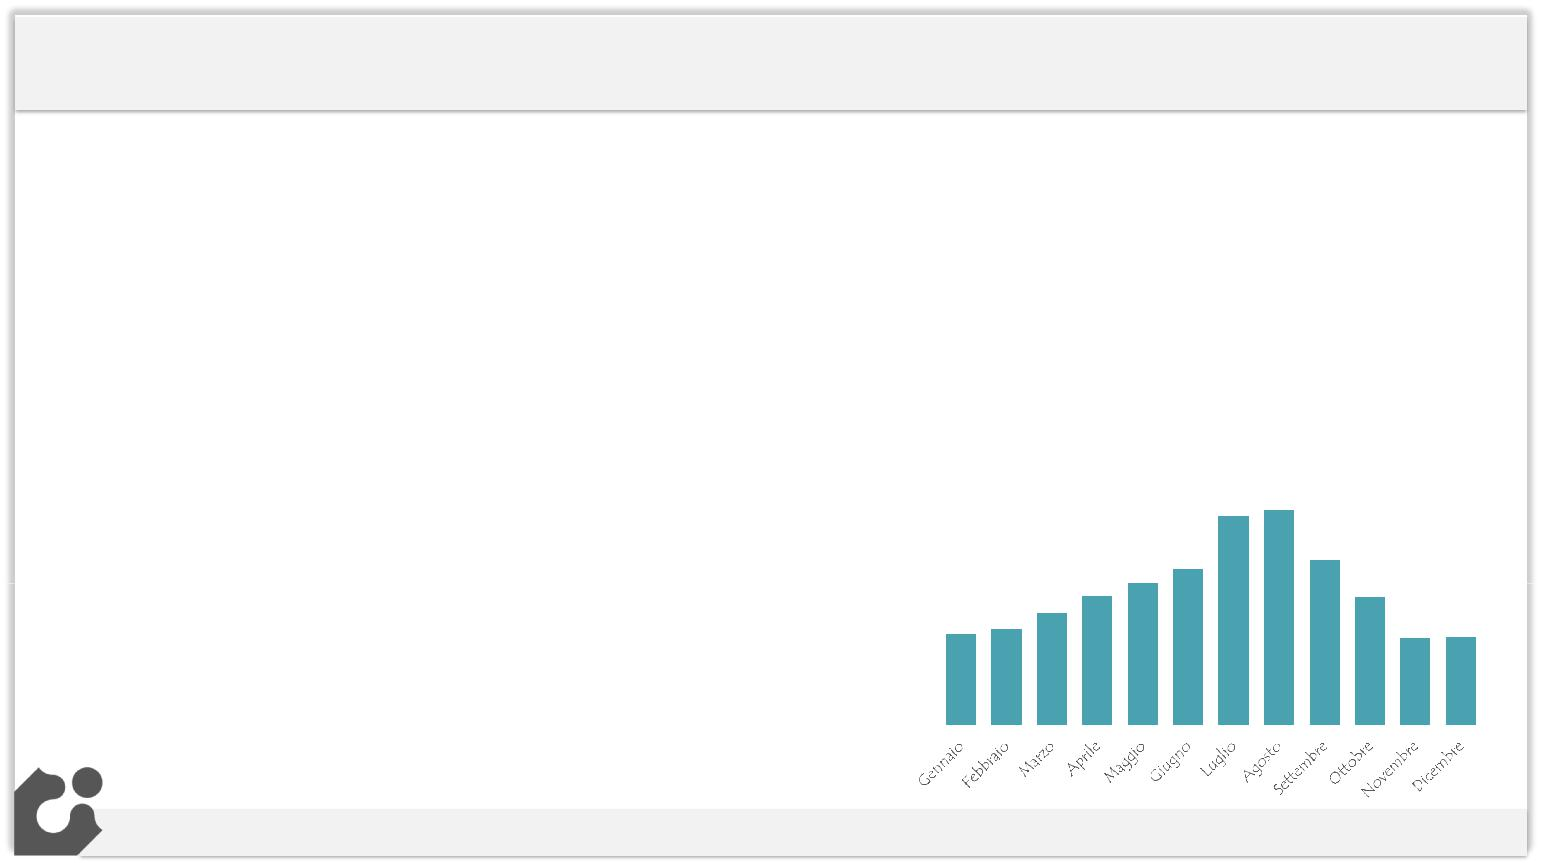 Gennaio
Febbraio
Marzo
Aprile
Maggio
Giugno
Luglio
Agosto
Settembre
Ottobre
Novembre
Dicembre